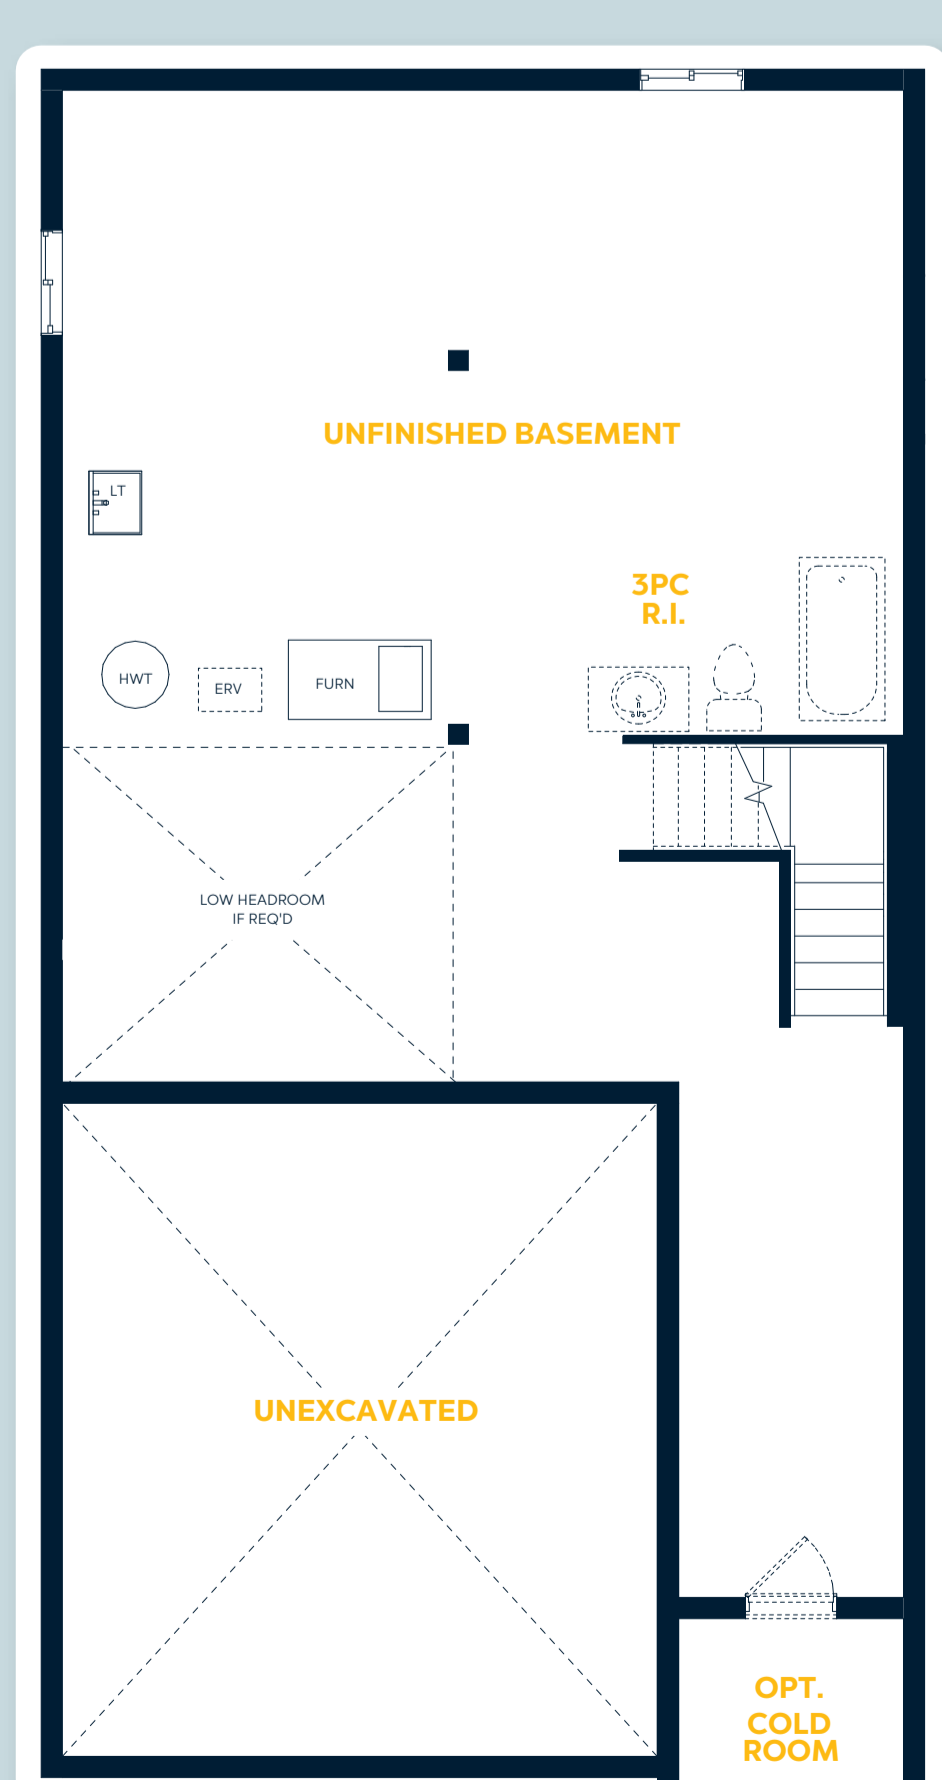 UNFINISHED BASEMENT
LT
3PC
R.I.
HWT
ERV
FURN
LOW HEADROOM
IF REQ'D
UNEXCAVATED
OPT.
COLD
ROOM